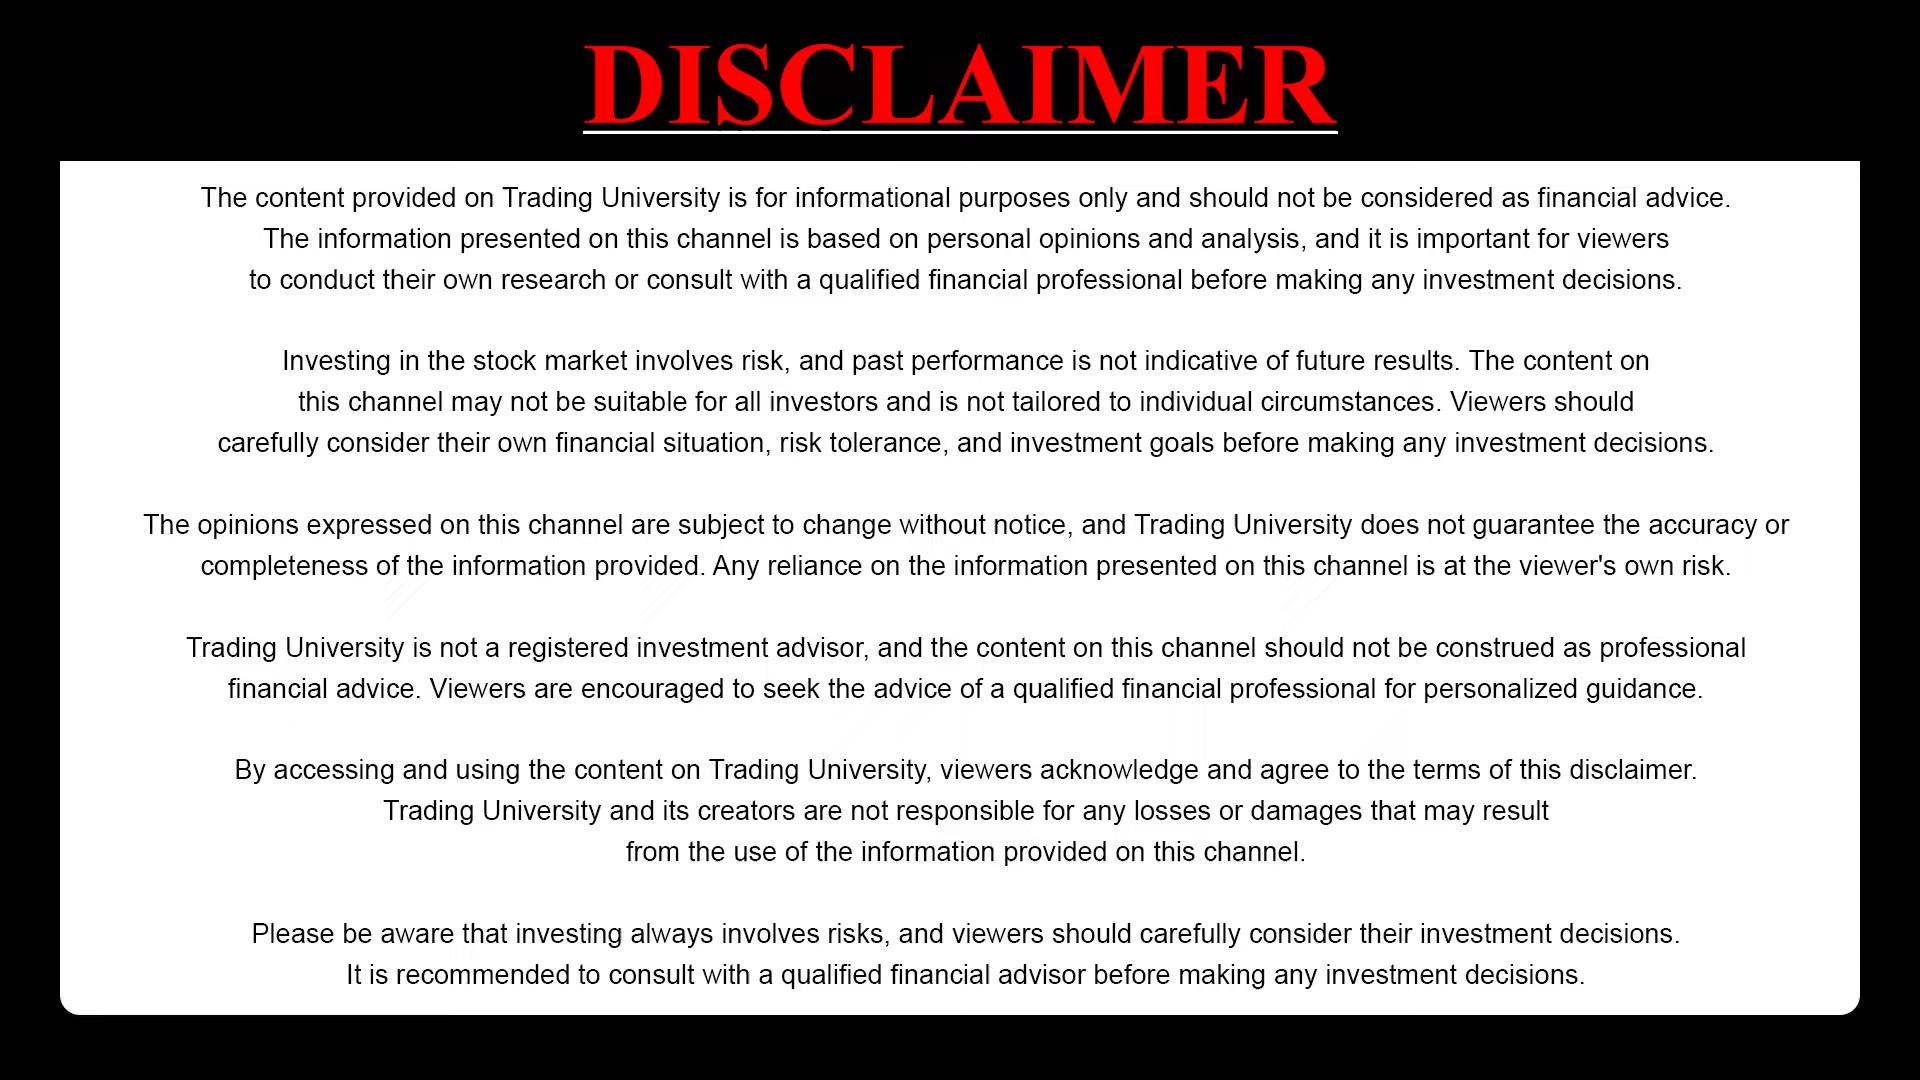 DISCLAIMER
The content provided on Trading University is for informational purposes only and should not be considered as financial advice.
The information presented on this channel is based on personal opinions and analysis, and it is important for viewers
to conduct their own research or consult with a qualified financial professional before making any investment decisions.
Investing in the stock market involves risk, and past performance is not indicative of future results. The content on
this channel may not be suitable for all investors and is not tailored to individual circumstances. Viewers should
carefully consider their own financial situation, risk tolerance, and investment goals before making any investment decisions.
The opinions expressed on this channel are subject to change without notice, and Trading University does not guarantee the accuracy or
completeness of the information provided. Any reliance on the information presented on this channel is at the viewer's own risk.
Trading University is not a registered investment advisor, and the content on this channel should not be construed as professional
financial advice. Viewers are encouraged to seek the advice of a qualified financial professional for personalized guidance.
By accessing and using the content on Trading University, viewers acknowledge and agree to the terms of this disclaimer.
Trading University and its creators are not responsible for any losses or damages that may result
from the use of the information provided on this channel.
Please be aware that investing always involves risks, and viewers should carefully consider their investment decisions.
It is recommended to consult with a qualified financial advisor before making any investment decisions.